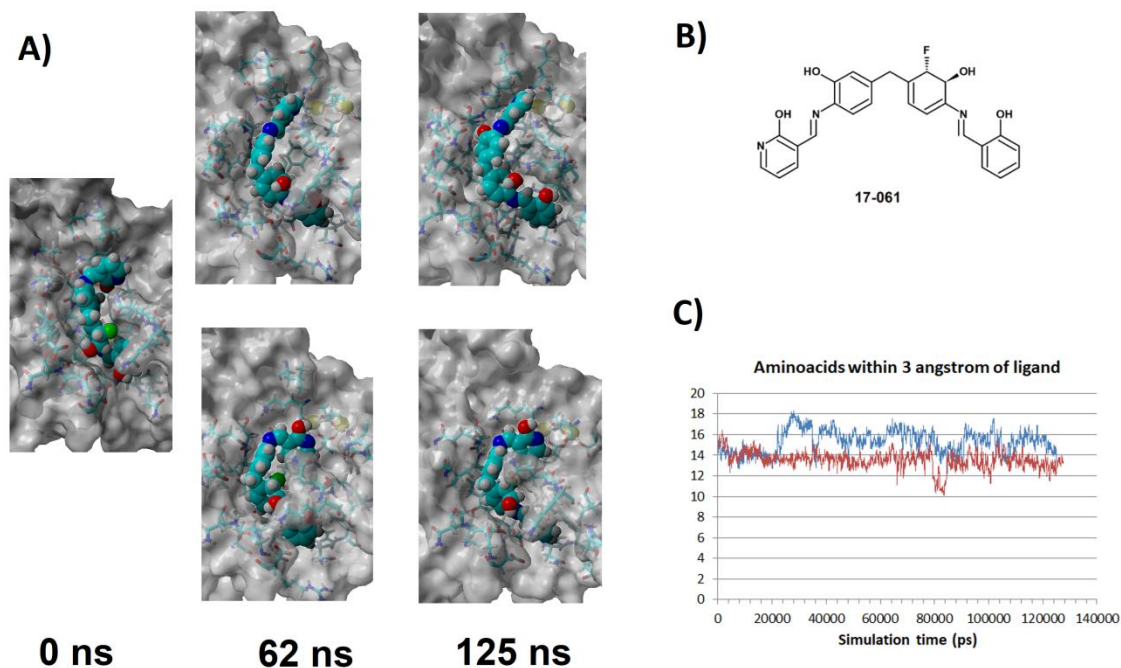 A)
0 ns
62 ns
125 ns
B)
F
HO
OH
N
N
OH
OH
N
17-061
C)
Aminoacids within 3 angstrom of ligand
20
18
16
14
12
10
8
6
4
2
0
0 20000 40000 60000 80000 100000 120000 140000
Simulation time (ps)